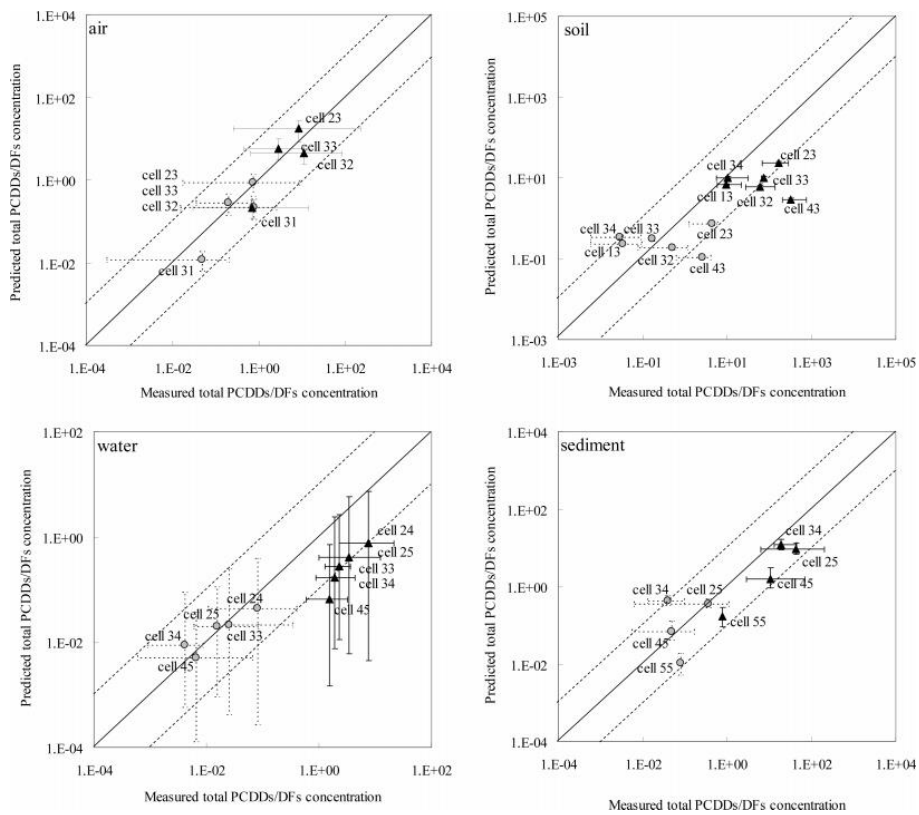 air
1.E+04
1.E+02
1.E+00
1.E-02
1.E-04
1.E-04
1.E-02
1.E+00
1.E+02
1.E+04
Predicted total PCDDs/DFs concentration
Measured total PCDDs/DFs concentration
cell 23
cell 33
cell 32
cell 23
cell 33
cell 32
cell 31
cell 31
soil
1.E+05
1.E+03
1.E+01
1.E-01
1.E-03
1.E-03
1.E-01
1.E+01
1.E+03
1.E+05
Predicted total PCDDs/DFs concentration
Measured total PCDDs/DFs concentration
cell 34
cell 23
cell 33
cell 13
cell 32
cell 43
cell 34
cell 33
cell 23
cell 13
cell 32
cell 43
water
1.E+02
1.E+00
1.E-02
1.E-04
1.E-04
1.E-02
1.E+00
1.E+02
Predicted total PCDDs/DFs concentration
Measured total PCDDs/DFs concentration
cell 24
cell 25
cell 33
cell 34
cell 45
cell 24
cell 25
cell 34
cell 33
cell 45
sediment
1.E+04
1.E+02
1.E+00
1.E-02
1.E-04
1.E-04
1.E-02
1.E+00
1.E+02
1.E+04
Predicted total PCDDs/DFs concentration
Measured total PCDDs/DFs concentration
cell 34
cell 25
cell 45
cell 55
cell 34
cell 25
cell 45
cell 55